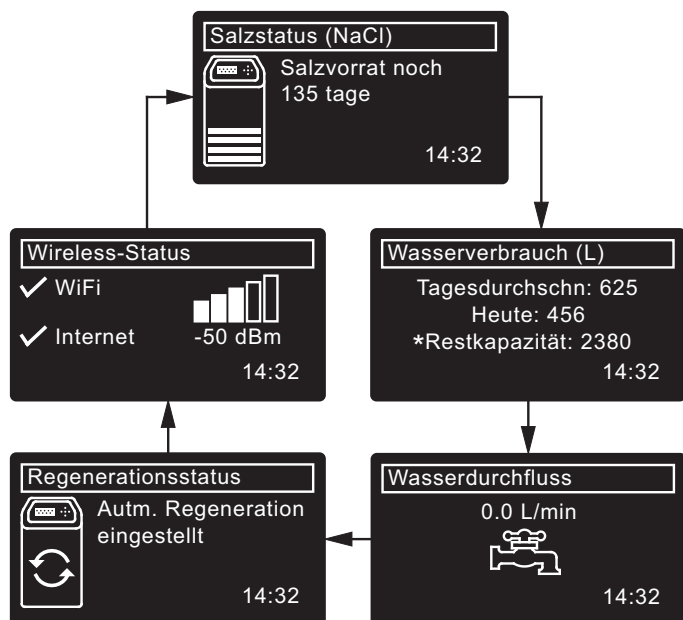 Salzstatus (NaCl)
Salzvorrat noch
135 tage
14:32
Wasserverbrauch (L)
Tagesdurchschn: 625
Heute: 456
*Restkapazität: 2380
14:32
Wasserdurchfluss
0.0 L/min
14:32
Regenerationsstatus
Autm. Regeneration
eingestellt
14:32
Wireless-Status
WiFi
Internet
-50 dBm
14:32